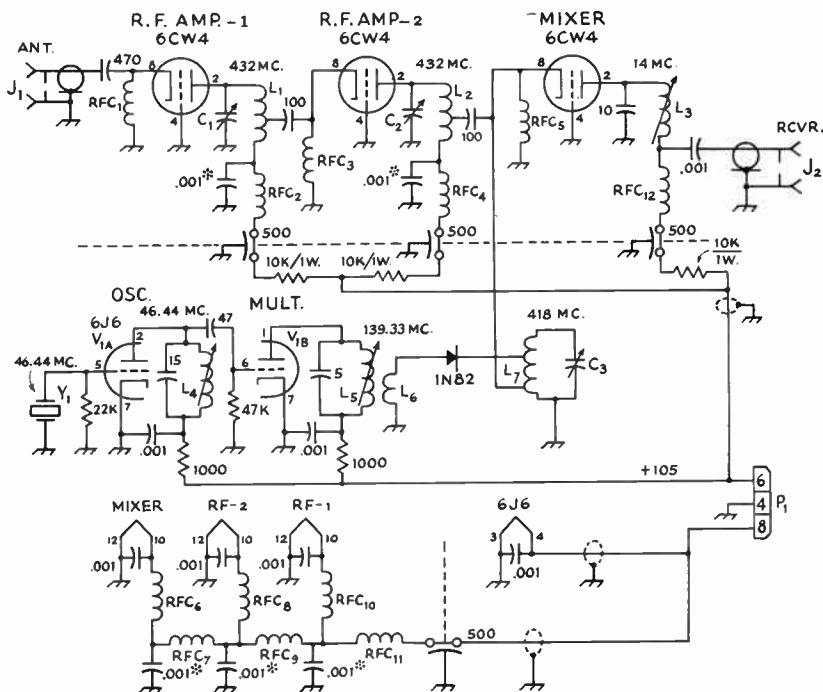 R.F. AMP.-1
6CW4
R.F. AMP-2
6CW4
MIXER
6CW4
ANT.
J1
470
RFC1
8
2
4
432 MC.
C1
L1
100
.001*
RFC2
RFC3
8
2
4
432 MC.
C2
L2
100
.001*
RFC4
RFC5
8
2
4
14 MC.
10
L3
.001
RCVR.
J2
RFC12
500
500
500
10K/1W.
10K/1W.
10K
1W.
OSC.
6J6
V1A
46.44 MC.
47
MULT.
V1B
139.33 MC.
418 MC.
46.44 MC.
Y1
5
2
7
22K
15
L4
.001
1000
6
1
7
47K
5
L5
L6
.001
1000
1N82
L7
C3
+105
6
4
8
P1
MIXER
RF-2
RF-1
6J6
12
10
12
10
12
10
3
4
.001
.001
.001
.001
RFC6
RFC8
RFC10
RFC7
RFC9
RFC11
500
.001*
.001*
.001*